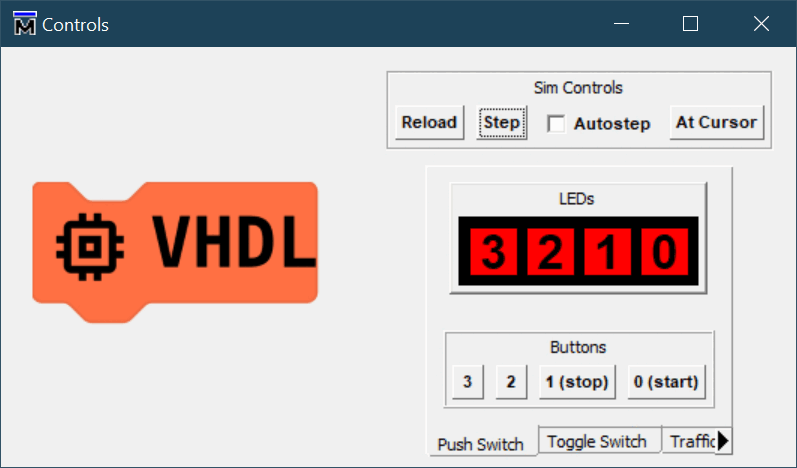 Controls
Sim Controls
Reload Step Autostep At Cursor
VHDL
LEDs
3 2 1 0
Buttons
3 2 1 (stop) 0 (start)
Push Switch Toggle Switch Traffic